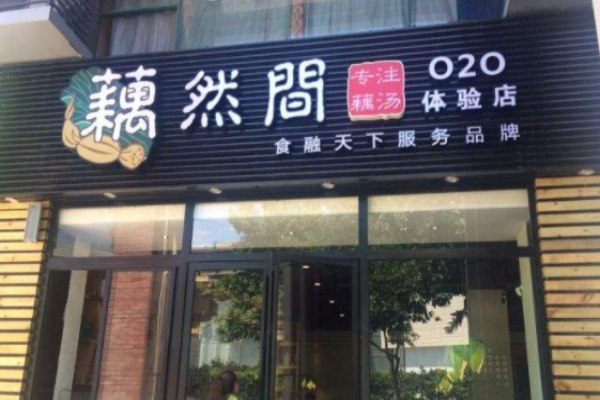 藕然間
专注
藕汤
O2O
体验店
食融天下服务品牌